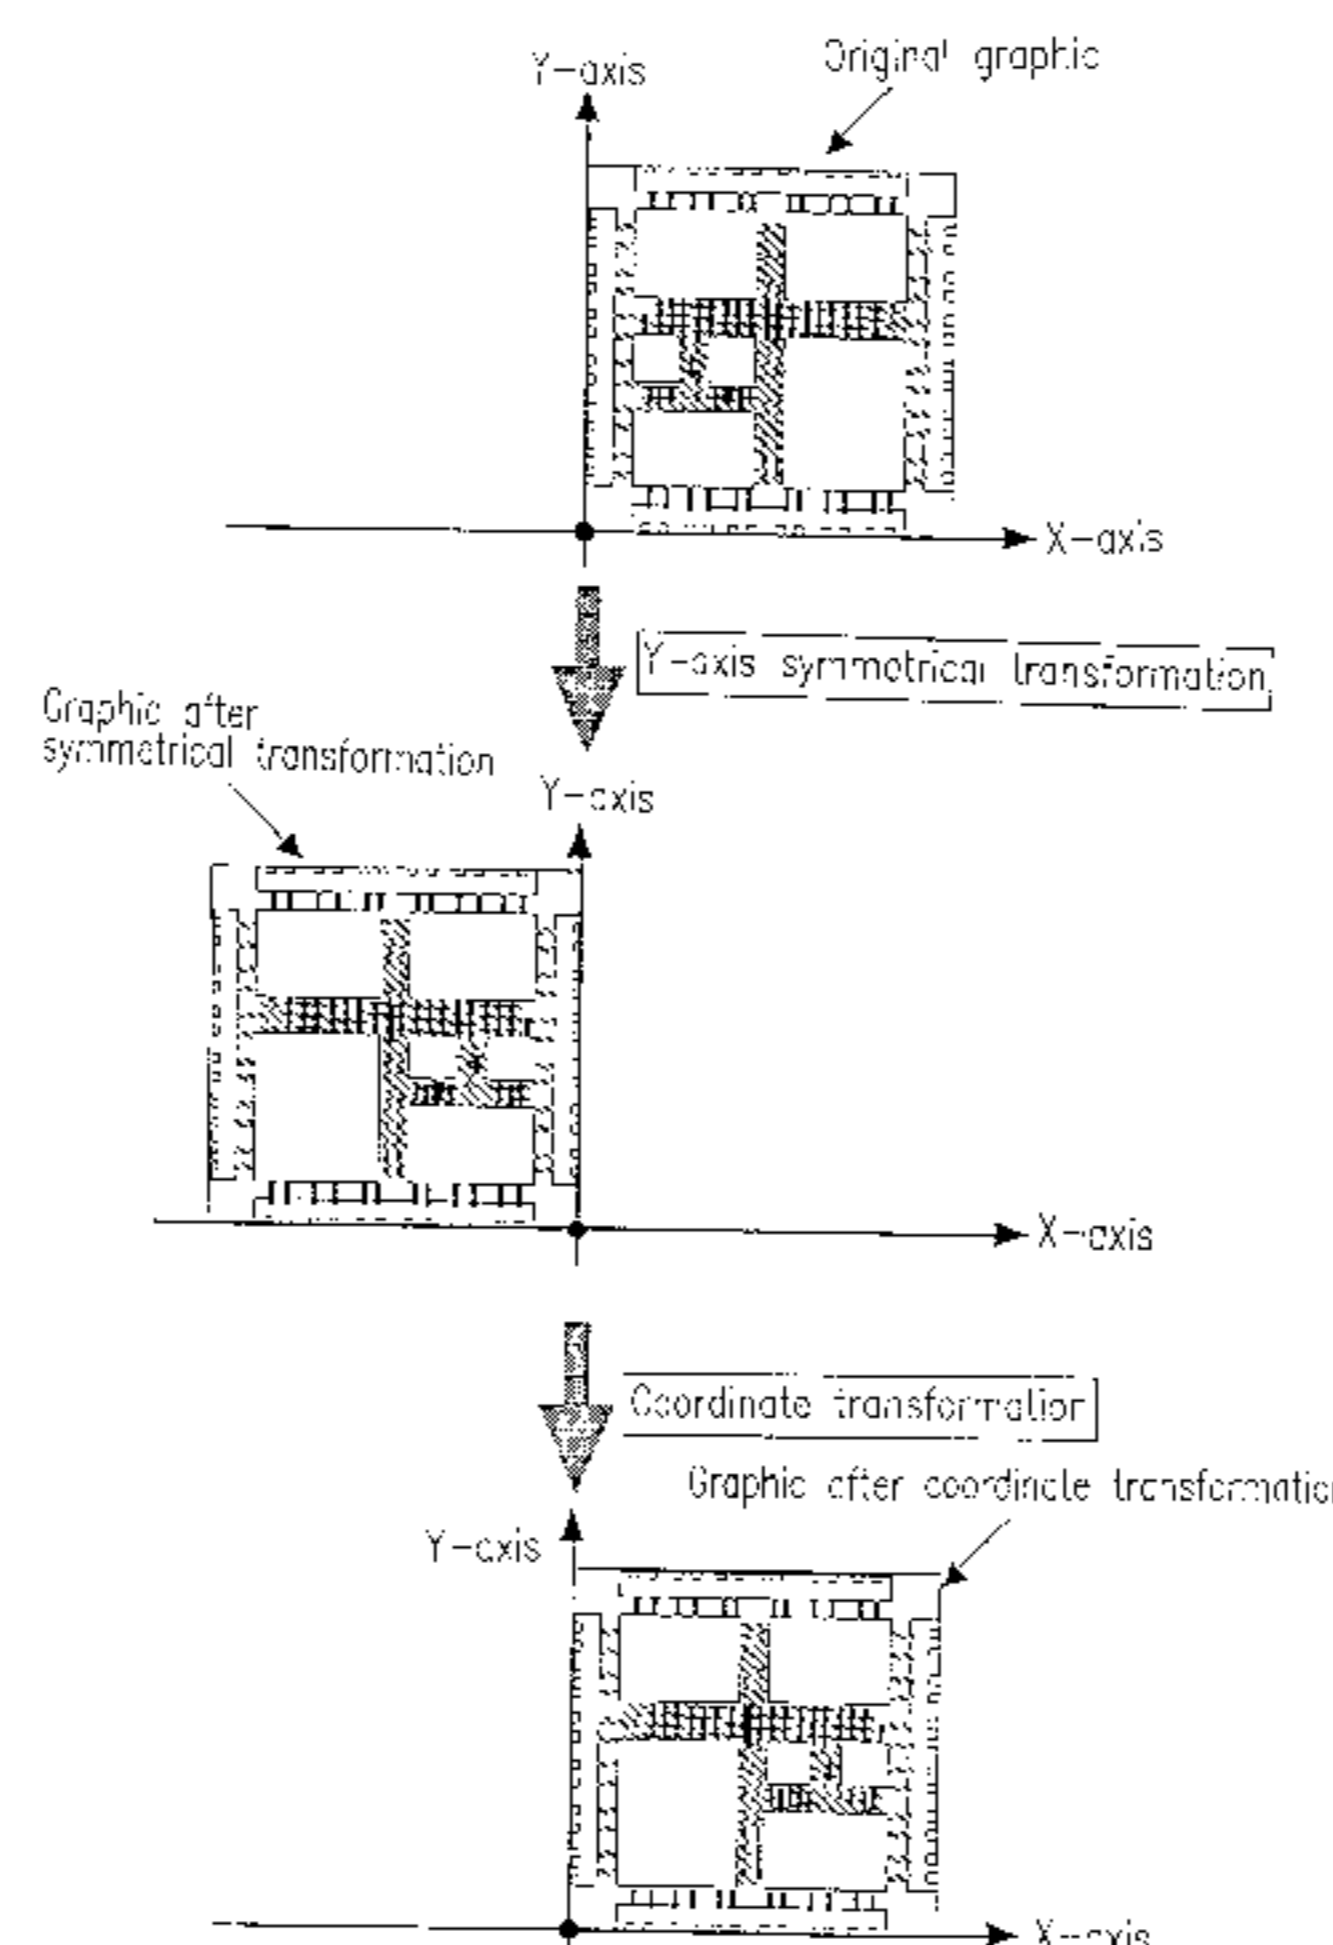 Y-axis
Original graphic
X-axis
Y-axis symmetrical transformation
Graphic after
symmetrical transformation
Y-axis
X-axis
Coordinate transformation
Graphic after coordinate transformation
Y-axis
X-axis